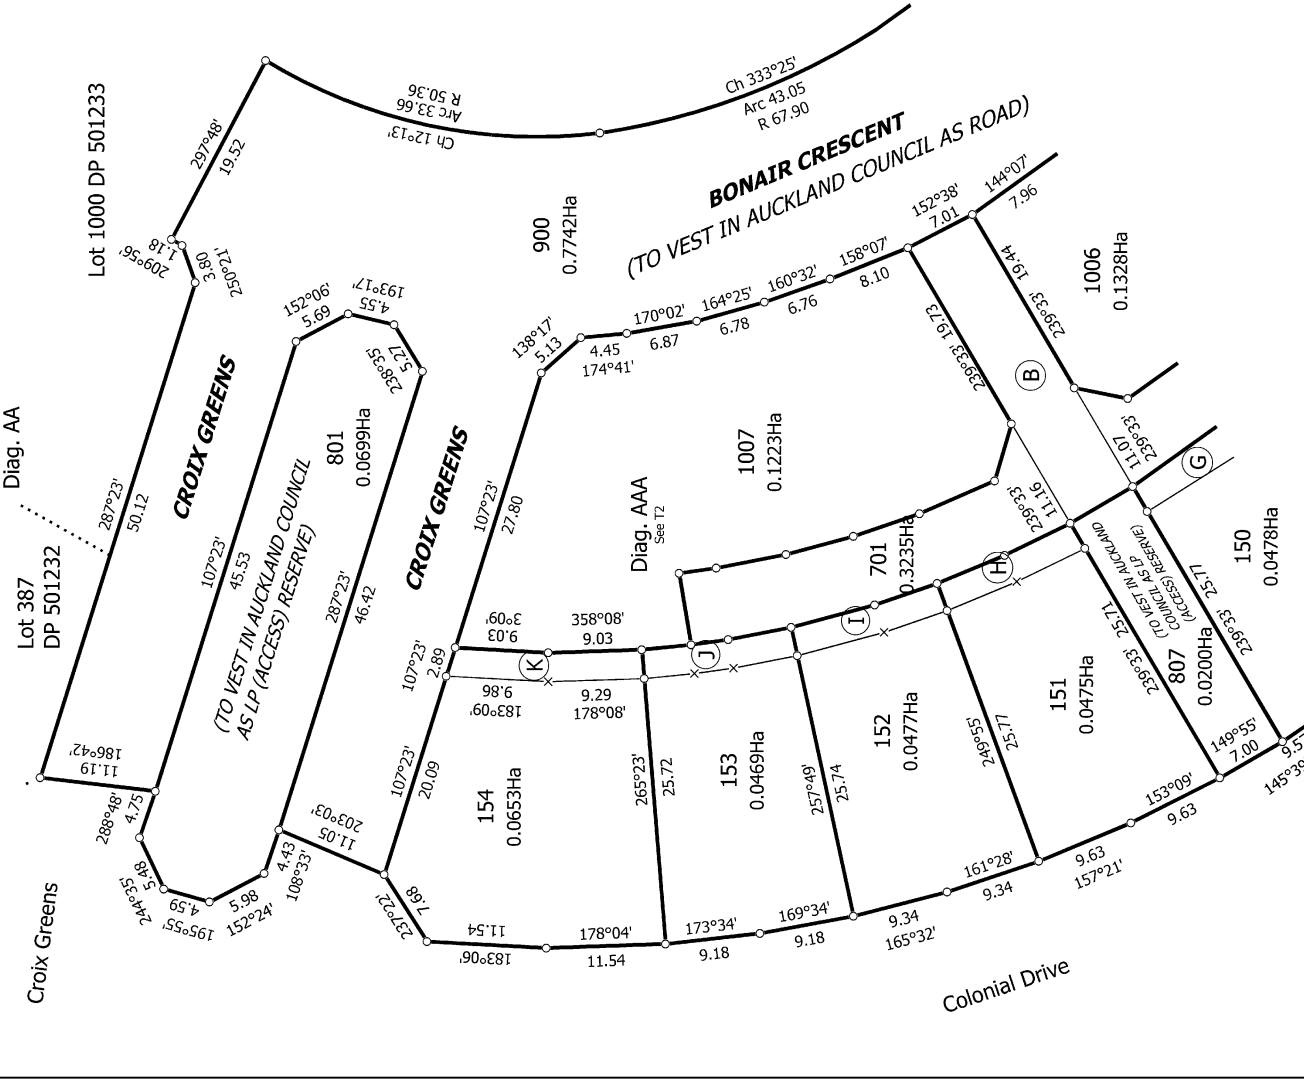 Lot 1000 DP 501233
297°48'
19.52
209°56'
1.18
3.80
250°21'
R 50.36
Arc 33.66
Ch 12°13'
Ch 333°25'
Arc 43.05
R 67.90
BONAIR CRESCENT
(TO VEST IN AUCKLAND COUNCIL AS ROAD)
900
0.7742Ha
152°38'
7.01
144°07'
7.96
158°07'
8.10
160°32'
6.76
164°25'
6.78
170°02'
6.87
4.45
174°41'
138°17'
5.13
152°06'
5.69
193°17'
4.55
238°35'
5.27
239°33' 19.44
239°33' 19.73
1006
0.1328Ha
B
Diag. AA
Lot 387
DP 501232
287°23'
50.12
CROIX GREENS
107°23'
45.53
801
0.0699Ha
(TO VEST IN AUCKLAND COUNCIL
AS LP (ACCESS) RESERVE)
287°23'
46.42
CROIX GREENS
107°23'
27.80
Diag. AAA
See T2
1007
0.1223Ha
239°33'
11.16
239°33'
11.07
G
150
0.0478Ha
701
0.3235Ha
H
I
J
K
3°09'
9.03
358°08'
9.03
107°23'
2.89
9.86
183°09'
9.29
178°08'
186°42'
11.19
288°48'
4.75
5.48
244°35'
4.59
195°55'
5.98
152°24'
4.43
108°33'
203°03'
11.05
107°23'
20.09
237°22'
7.68
154
0.0653Ha
265°23'
25.72
153
0.0469Ha
257°49'
25.74
152
0.0477Ha
249°55'
25.77
151
0.0475Ha
25.71
239°33'
(TO VEST IN AUCKLAND
COUNCIL AS LP
(ACCESS) RESERVE)
807
0.0200Ha
25.77
239°33'
149°55'
7.00
9.57
145°39'
153°09'
9.63
9.63
157°21'
161°28'
9.34
9.34
165°32'
169°34'
9.18
173°34'
9.18
178°04'
11.54
11.54
183°06'
Croix Greens
Colonial Drive